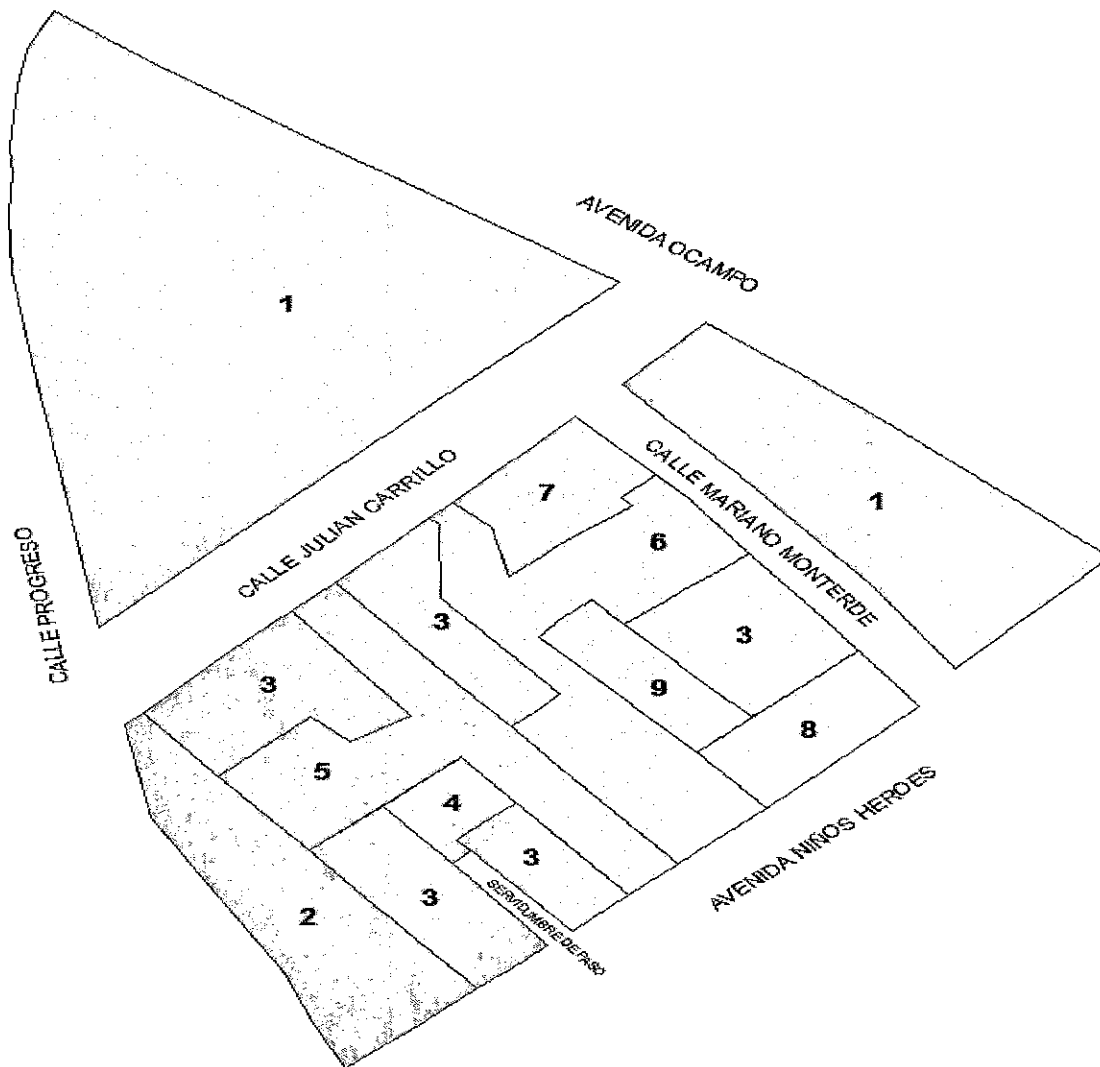 AVENIDA OCAMPO
1
1
CALLE MARIANO MONTERDE
CALLE JULIAN CARRILLO
7
6
CALLE PROGRESO
3
3
3
9
8
5
4
3
AVENIDA NIÑOS HEROES
3
2
SERVIDUMBRE DE PASO